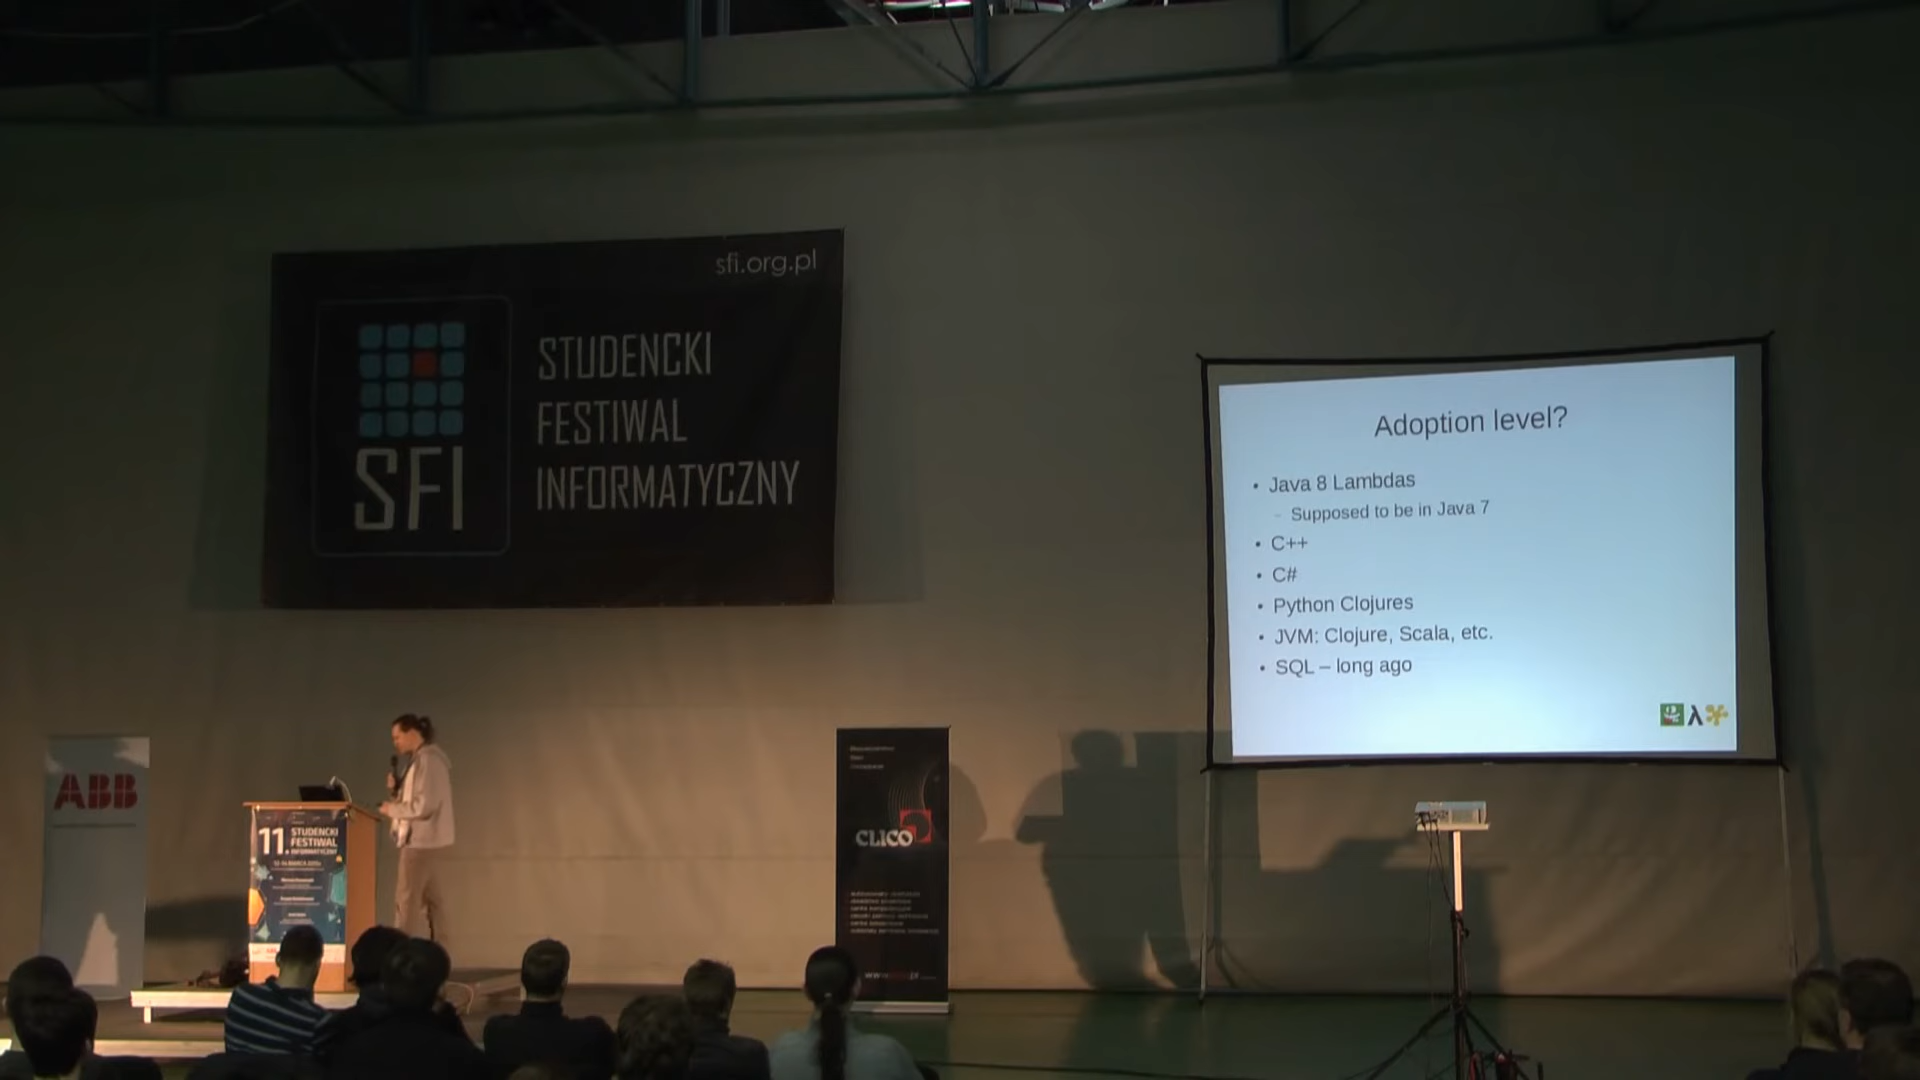 sfi.org.pl
STUDENCKI
FESTIWAL
INFORMATYCZNY
SFI
Adoption level?
• Java 8 Lambdas
– Supposed to be in Java 7
• C++
• C#
• Python Clojures
• JVM: Clojure, Scala, etc.
• SQL – long ago
λ
ABB
11.
STUDENCKI
FESTIWAL
INFORMATYCZNY
CLICO